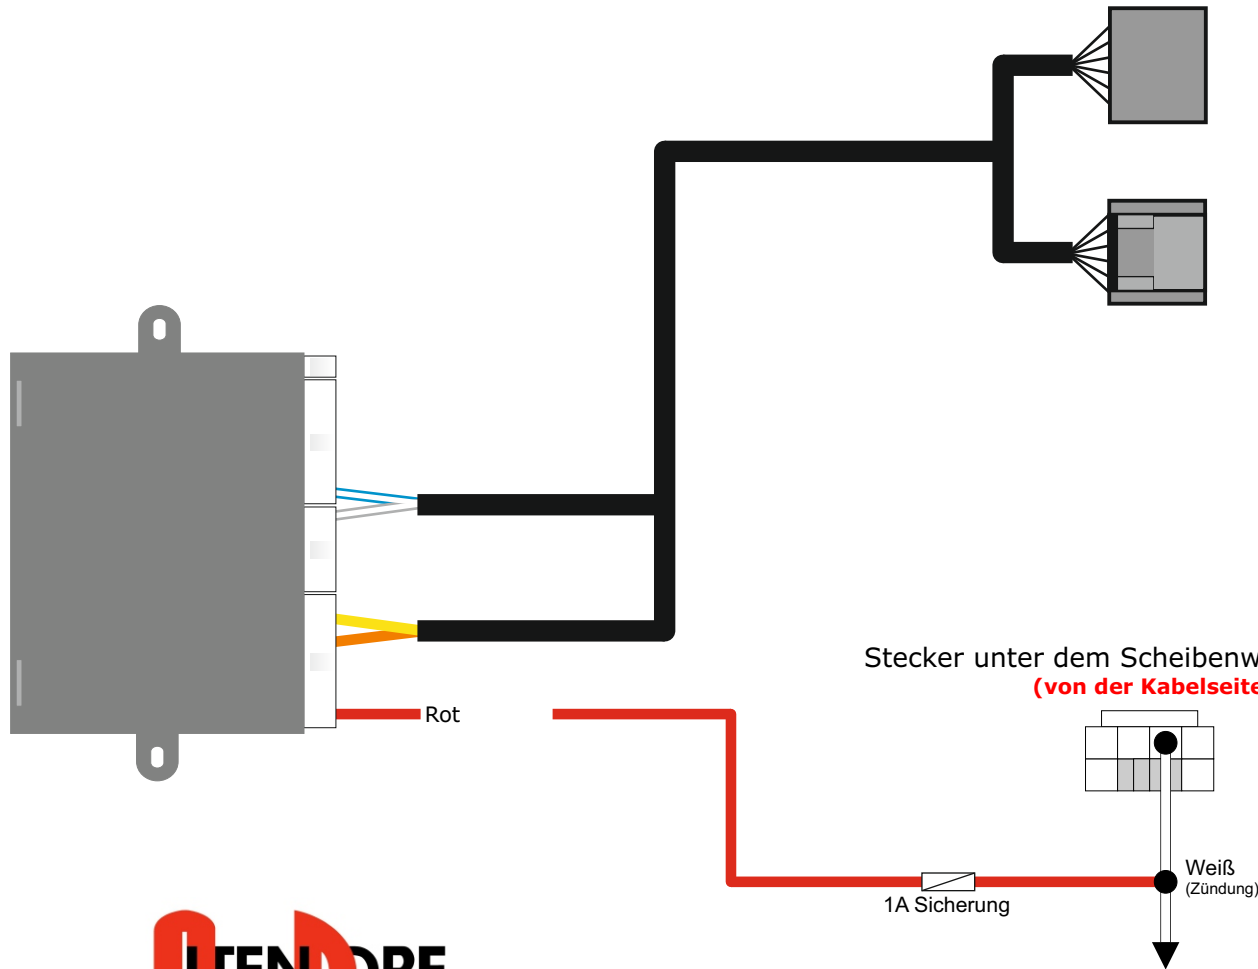 Stecker unter dem Scheibenw
(von der Kabelseite
Rot
Weiß
(Zündung)
1A Sicherung